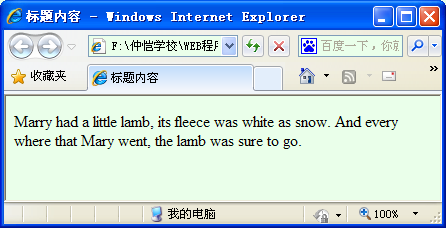 标题内容 - Windows Internet Explorer
F:\仲恺学校\WEB程
百度一下，你
收藏夹
标题内容
Marry had a little lamb, its fleece was white as snow. And every
where that Mary went, the lamb was sure to go.
我的电脑
100%